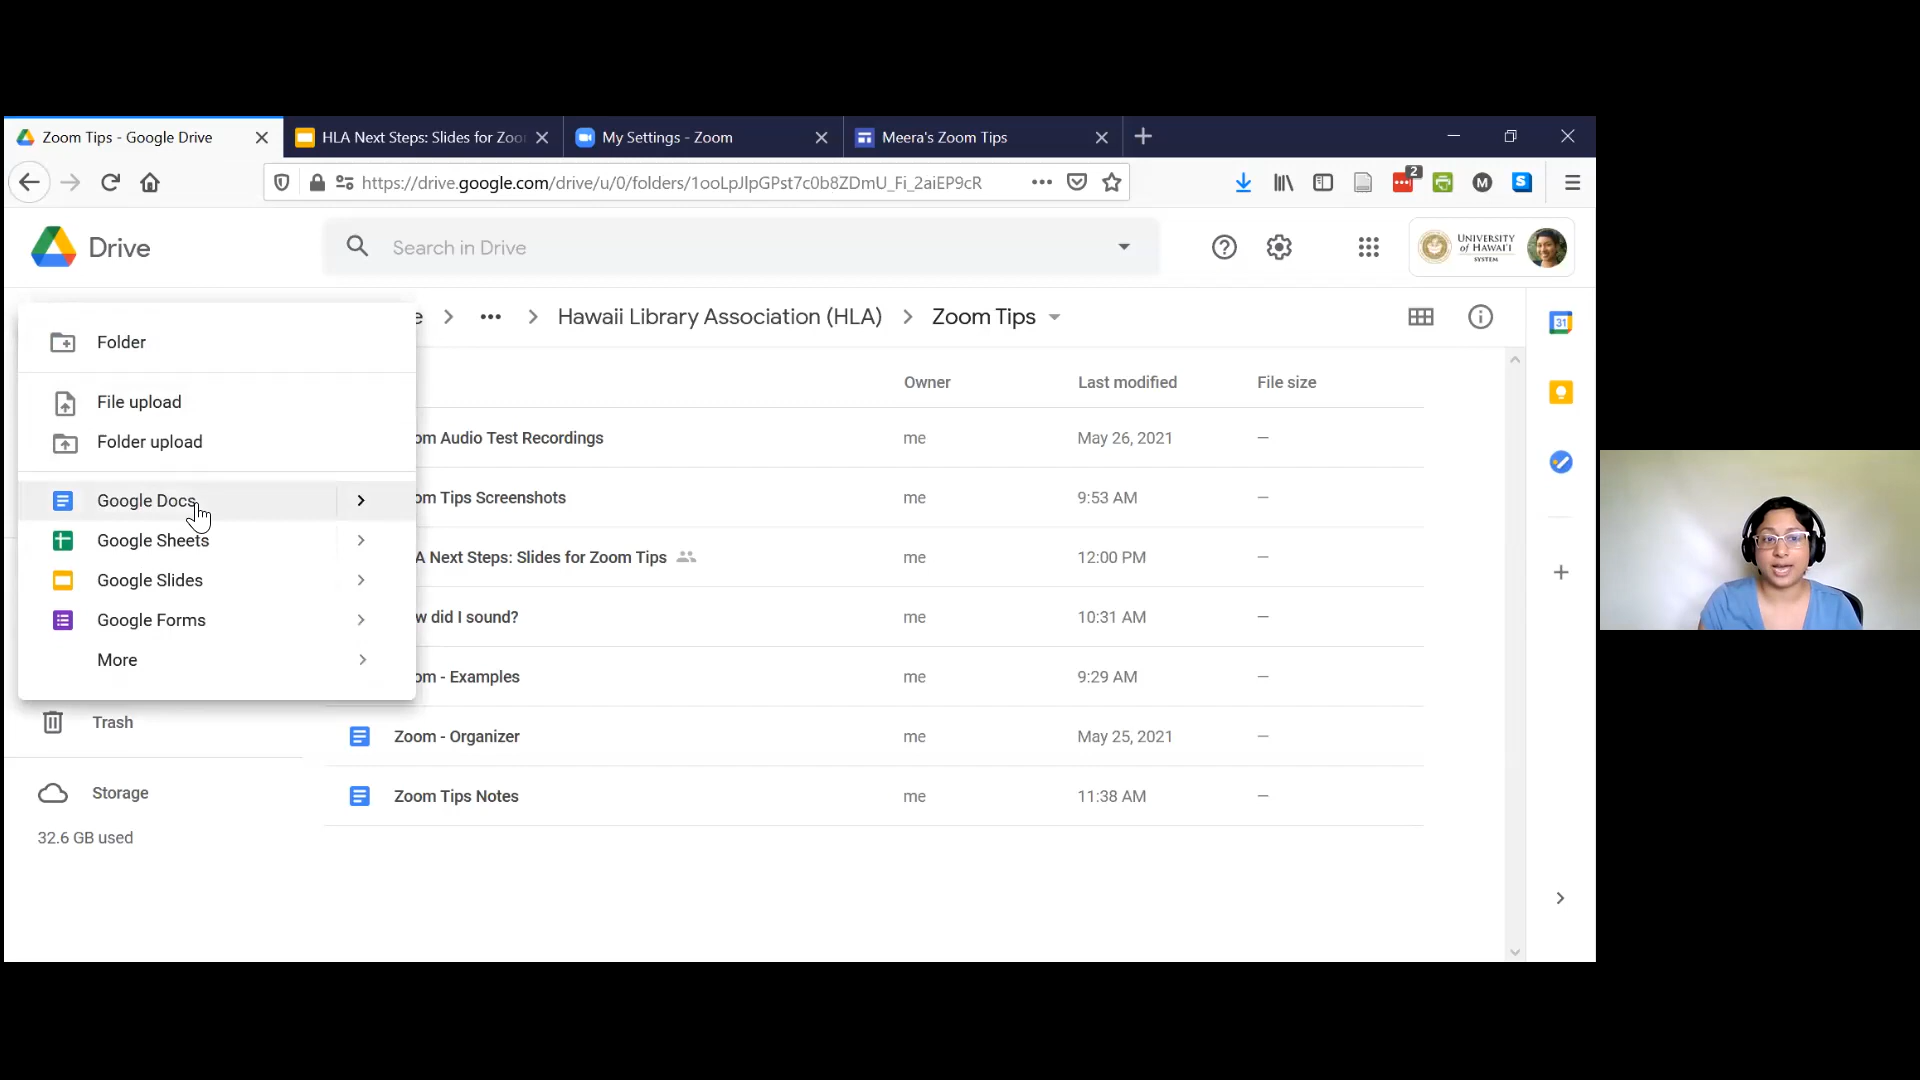 Zoom Tips - Google Drive
HLA Next Steps: Slides for Zoo
My Settings - Zoom
Meera's Zoom Tips
https://drive.google.com/drive/u/0/folders/1ooLpJlpGPst7c0b8ZDmU_Fi_2aiEP9cR
2
M
S
Drive
Search in Drive
UNIVERSITY
of HAWAI'I
SYSTEM
Folder
File upload
Folder upload
Google Docs
Google Sheets
Google Slides
Google Forms
More
Trash
Storage
32.6 GB used
e > ••• > Hawaii Library Association (HLA) > Zoom Tips
31
Owner Last modified File size
om Audio Test Recordings me May 26, 2021 —
om Tips Screenshots me 9:53 AM —
A Next Steps: Slides for Zoom Tips me 12:00 PM —
w did I sound? me 10:31 AM —
om - Examples me 9:29 AM —
Zoom - Organizer me May 25, 2021 —
Zoom Tips Notes me 11:38 AM —